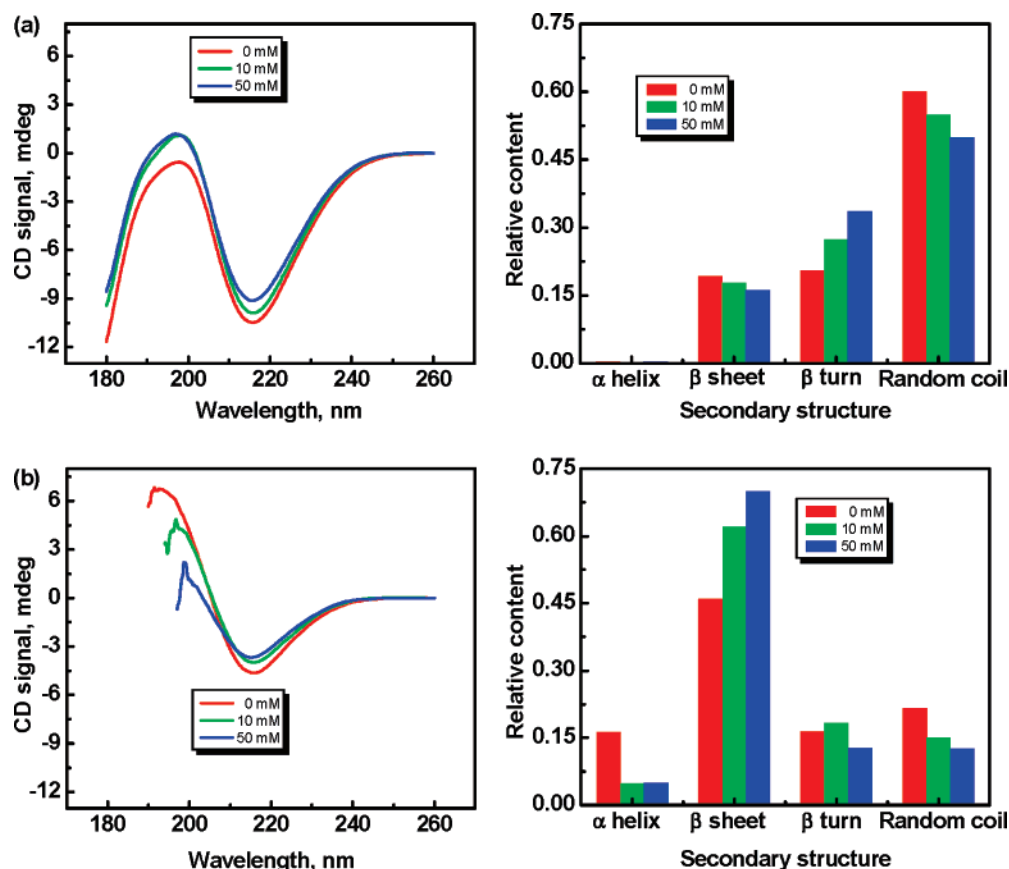 (a)
CD signal, mdeg
6
3
0
-3
-6
-9
-12
0 mM
10 mM
50 mM
180 200 220 240 260
Wavelength, nm
Relative content
0.75
0.60
0.45
0.30
0.15
0.00
0 mM
10 mM
50 mM
α helix β sheet β turn Random coil
Secondary structure
(b)
CD signal, mdeg
6
3
0
-3
-6
-9
-12
0 mM
10 mM
50 mM
180 200 220 240 260
Wavelength, nm
Relative content
0.75
0.60
0.45
0.30
0.15
0.00
0 mM
10 mM
50 mM
α helix β sheet β turn Random coil
Secondary structure